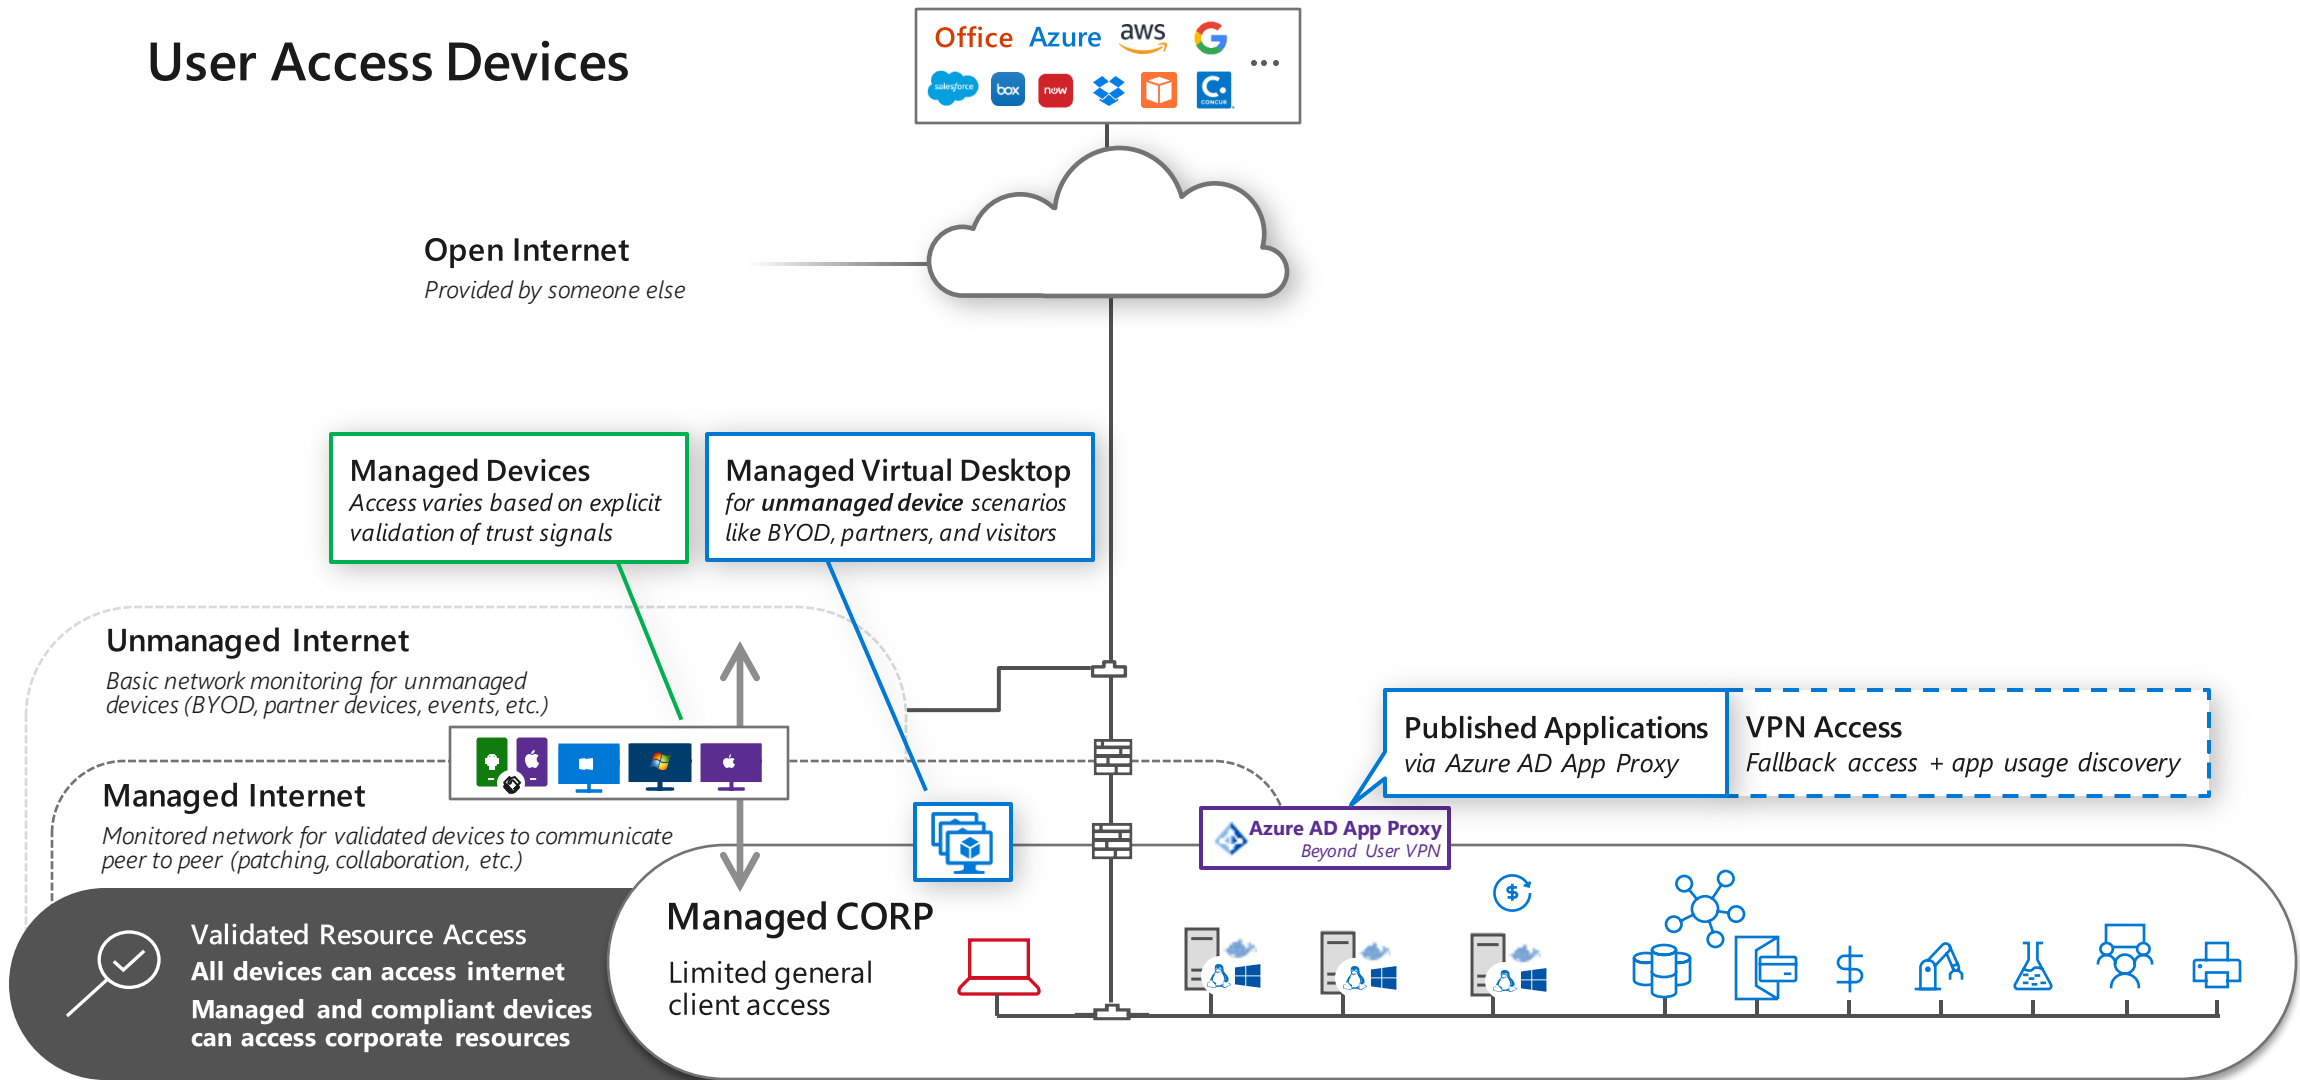 User Access Devices
Office Azure aws
salesforce box now CONCUR
Open Internet
Provided by someone else
Managed Devices
Access varies based on explicit
validation of trust signals
Managed Virtual Desktop
for unmanaged device scenarios
like BYOD, partners, and visitors
Unmanaged Internet
Basic network monitoring for unmanaged
devices (BYOD, partner devices, events, etc.)
Managed Internet
Monitored network for validated devices to communicate
peer to peer (patching, collaboration, etc.)
Published Applications
via Azure AD App Proxy
VPN Access
Fallback access + app usage discovery
Azure AD App Proxy
Beyond User VPN
Validated Resource Access
All devices can access internet
Managed and compliant devices
can access corporate resources
Managed CORP
Limited general
client access